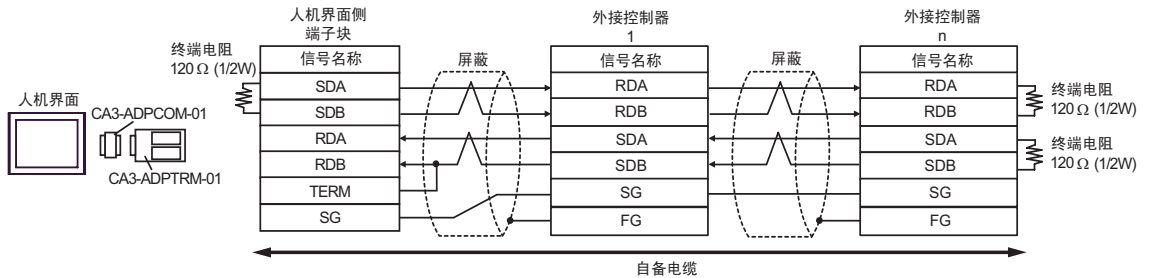 人机界面
CA3-ADPCOM-01
CA3-ADPTRM-01
终端电阻
120 Ω (1/2W)
人机界面侧
端子块
信号名称
SDA
SDB
RDA
RDB
TERM
SG
屏蔽
外接控制器
1
信号名称
RDA
RDB
SDA
SDB
SG
FG
屏蔽
外接控制器
n
信号名称
RDA
RDB
SDA
SDB
SG
FG
终端电阻
120 Ω (1/2W)
终端电阻
120 Ω (1/2W)
自备电缆